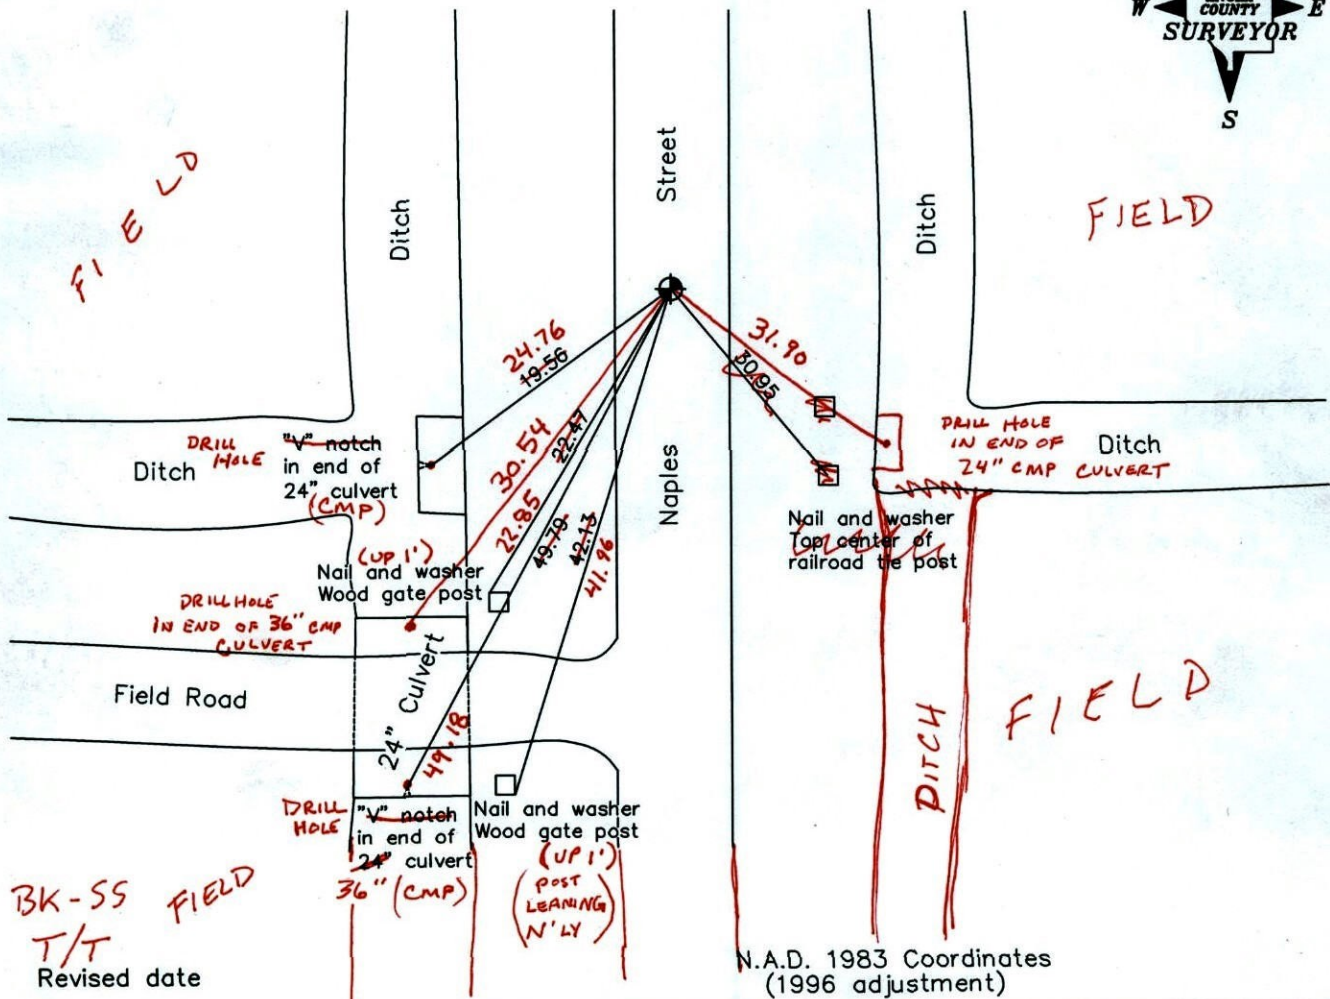 W
COUNTY
E
SURVEYOR
S
FIELD
Ditch
Street
Ditch
FIELD
24.76
19.56
31.90
30.95
30.54
22.47
22.85
49.79
42.13
41.96
Naples
Ditch
DRILL
HOLE
"V" notch
in end of
24" culvert
(CMP)
DRILL HOLE
IN END OF
24" CMP CULVERT
Ditch
Nail and washer
Top center of
railroad tie post
(UP 1')
Nail and washer
Wood gate post
DRILL HOLE
IN END OF 36" CMP
CULVERT
Field Road
24" Culvert
49.18
DITCH
FIELD
DRILL
HOLE
"V" notch
in end of
24" culvert
36" (CMP)
Nail and washer
Wood gate post
(UP 1')
(POST
LEANING
N'LY)
BK-SS
T/T
FIELD
Revised date
N.A.D. 1983 Coordinates
(1996 adjustment)